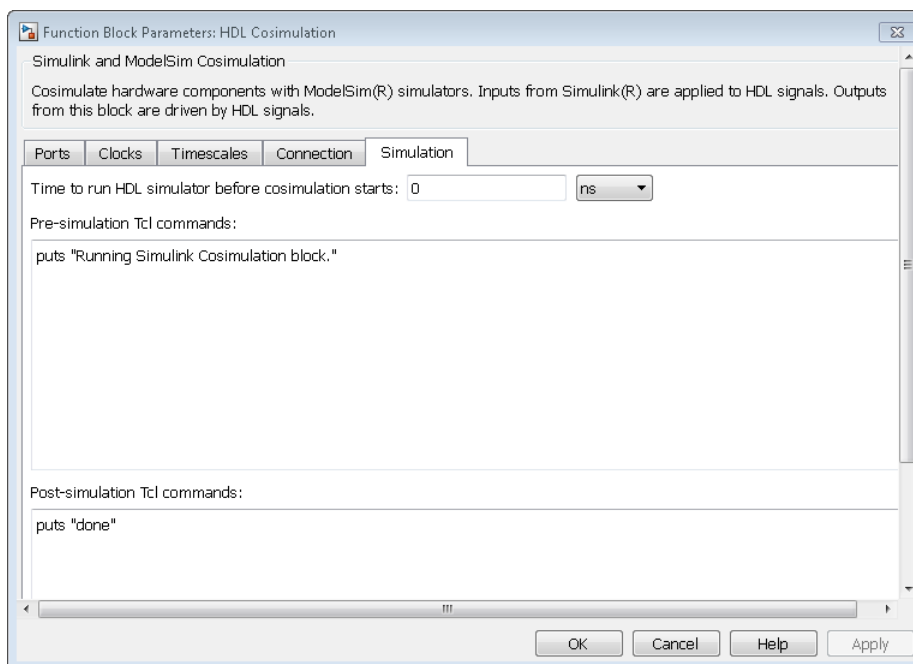 Function Block Parameters: HDL Cosimulation
Simulink and ModelSim Cosimulation
Cosimulate hardware components with ModelSim(R) simulators. Inputs from Simulink(R) are applied to HDL signals. Outputs
from this block are driven by HDL signals.
Ports Clocks Timescales Connection Simulation
Time to run HDL simulator before cosimulation starts: 0 ns
Pre-simulation Tcl commands:
puts "Running Simulink Cosimulation block."
Post-simulation Tcl commands:
puts "done"
OK Cancel Help Apply